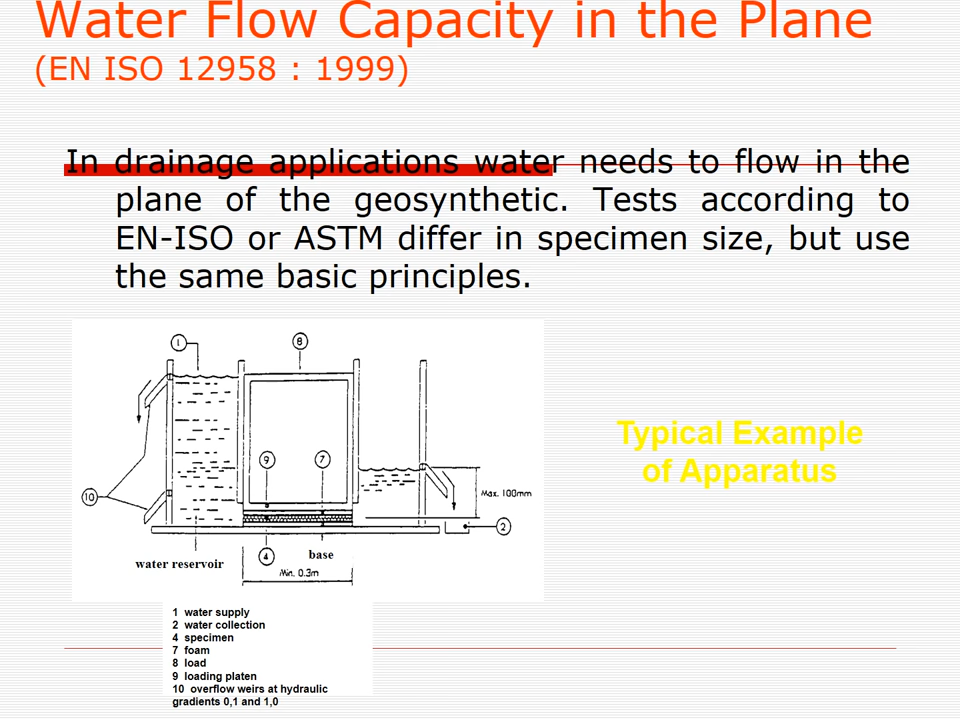 Water Flow Capacity in the Plane
(EN ISO 12958 : 1999)
In drainage applications water needs to flow in the
plane of the geosynthetic. Tests according to
EN-ISO or ASTM differ in specimen size, but use
the same basic principles.
1
8
9
7
10
Max. 100mm
2
4
base
water reservoir
Min. 0.3m
Typical Example
of Apparatus
1 water supply
2 water collection
4 specimen
7 foam
8 load
9 loading platen
10 overflow weirs at hydraulic
gradients 0,1 and 1,0